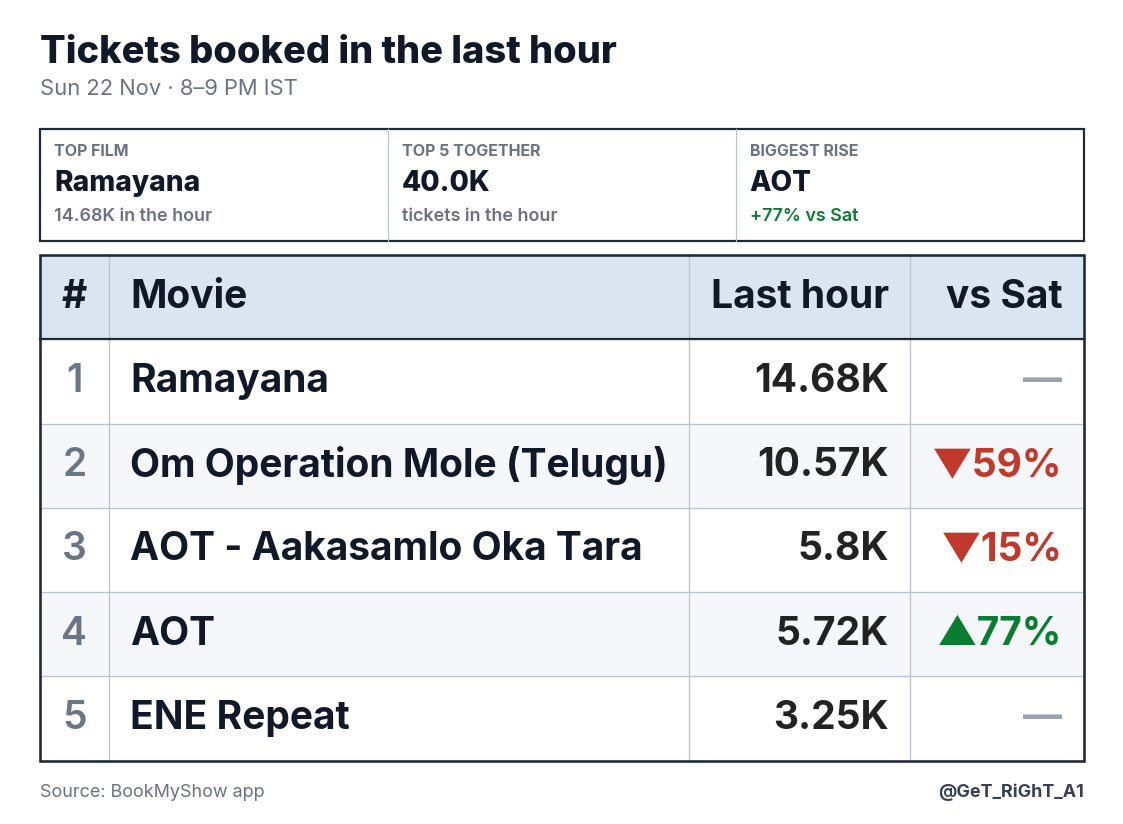 Tickets booked in the last hour
Sun 22 Nov · 8–9 PM IST
TOP FILM
Ramayana
14.68K in the hour
TOP 5 TOGETHER
40.0K
tickets in the hour
BIGGEST RISE
AOT
+77% vs Sat
# Movie Last hour vs Sat
1 Ramayana 14.68K —
2 Om Operation Mole (Telugu) 10.57K ▼59%
3 AOT - Aakasamlo Oka Tara 5.8K ▼15%
4 AOT 5.72K ▲77%
5 ENE Repeat 3.25K —
Source: BookMyShow app
@GeT_RiGhT_A1